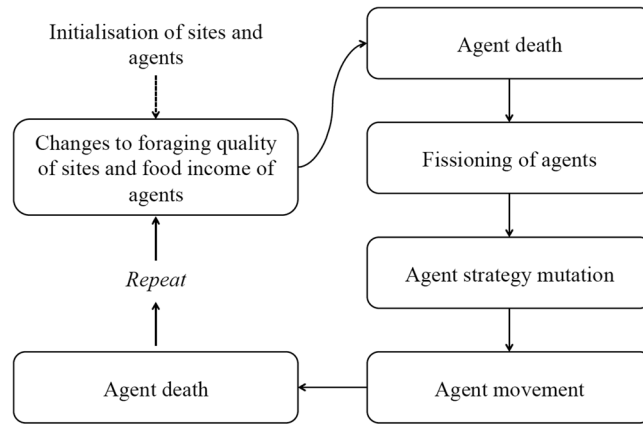 Initialisation of sites and
agents
Changes to foraging quality
of sites and food income of
agents
Agent death
Fissioning of agents
Agent strategy mutation
Agent movement
Agent death
Repeat